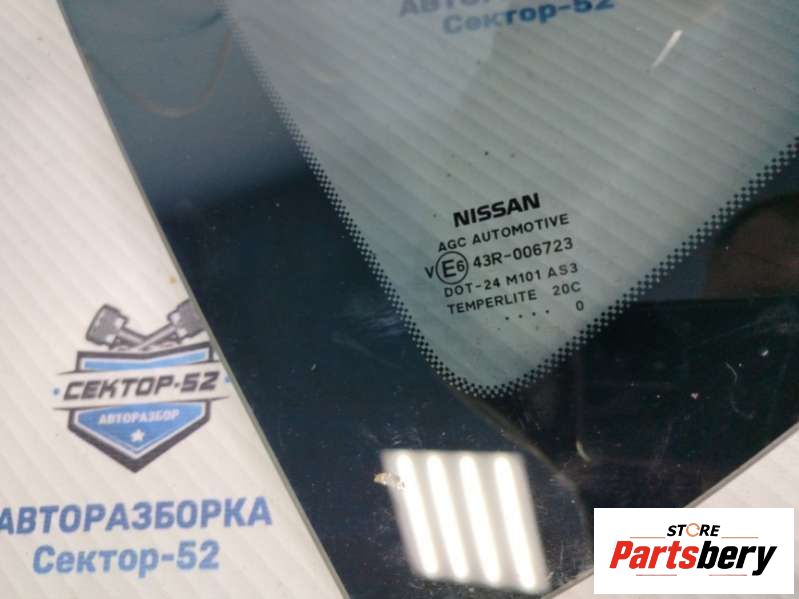 АВТОРАЗБОРКА
Сектор-52
NISSAN
AGC AUTOMOTIVE
V E6 43R-006723
DOT-24 M101 AS3
TEMPERLITE 20C
.... 0
СЕКТОР-52
АВТОРАЗБОР
АВТОРАЗБОРКА
Сектор-52
STORE
Partsbery